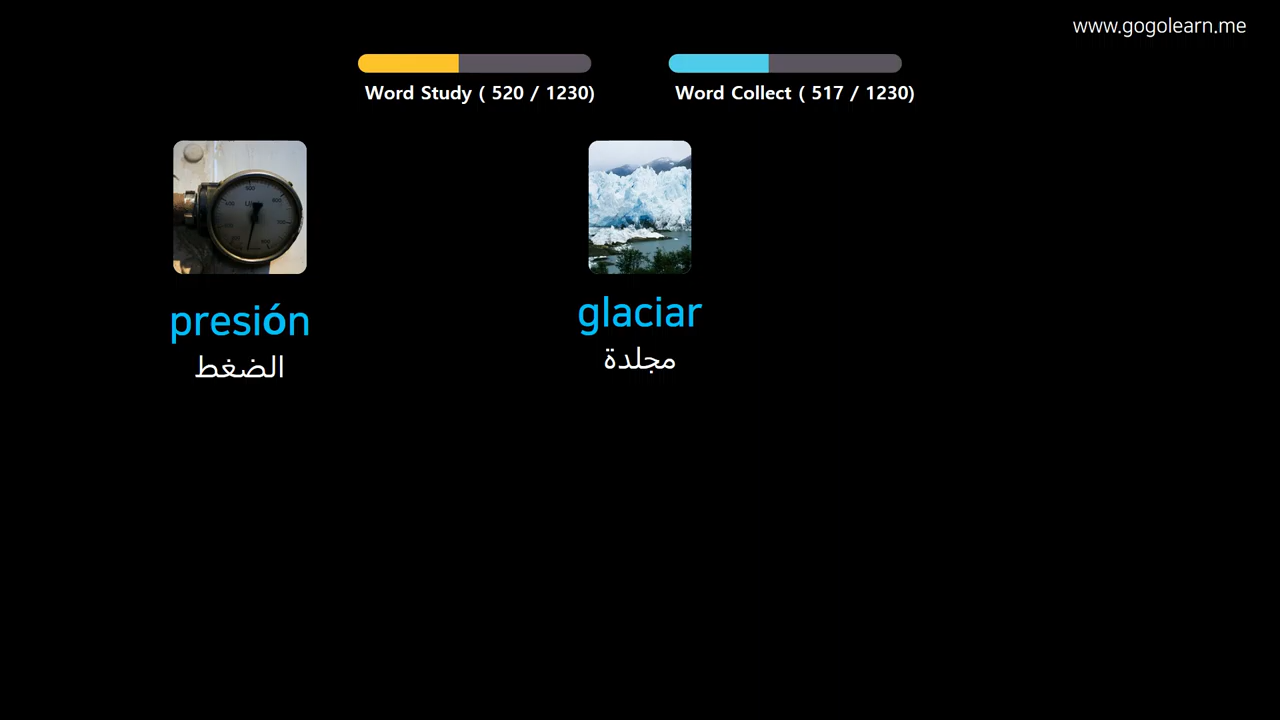 www.gogolearn.me
Word Study ( 520 / 1230)
Word Collect ( 517 / 1230)
presión
الضغط
glaciar
مجلدة